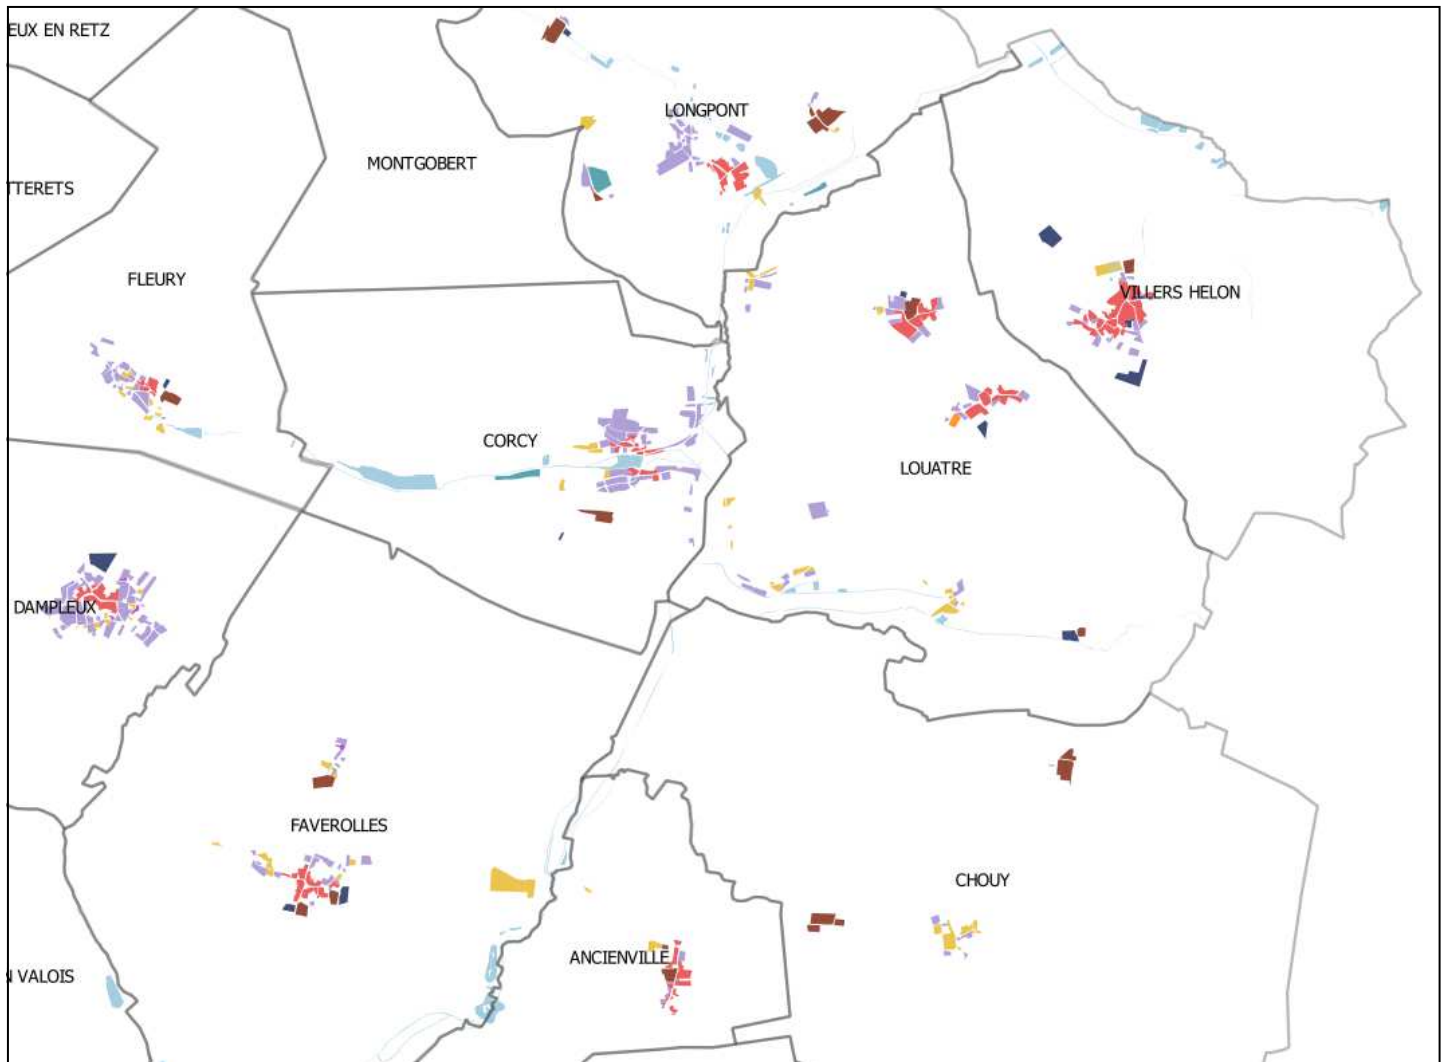 EUX EN RETZ
LONGPONT
MONTGOBERT
TTERETS
FLEURY
VILLERS HELON
CORCY
LOUATRE
DAMPLEUX
FAVEROLLES
CHOUY
ANCIENVILLE
N VALOIS